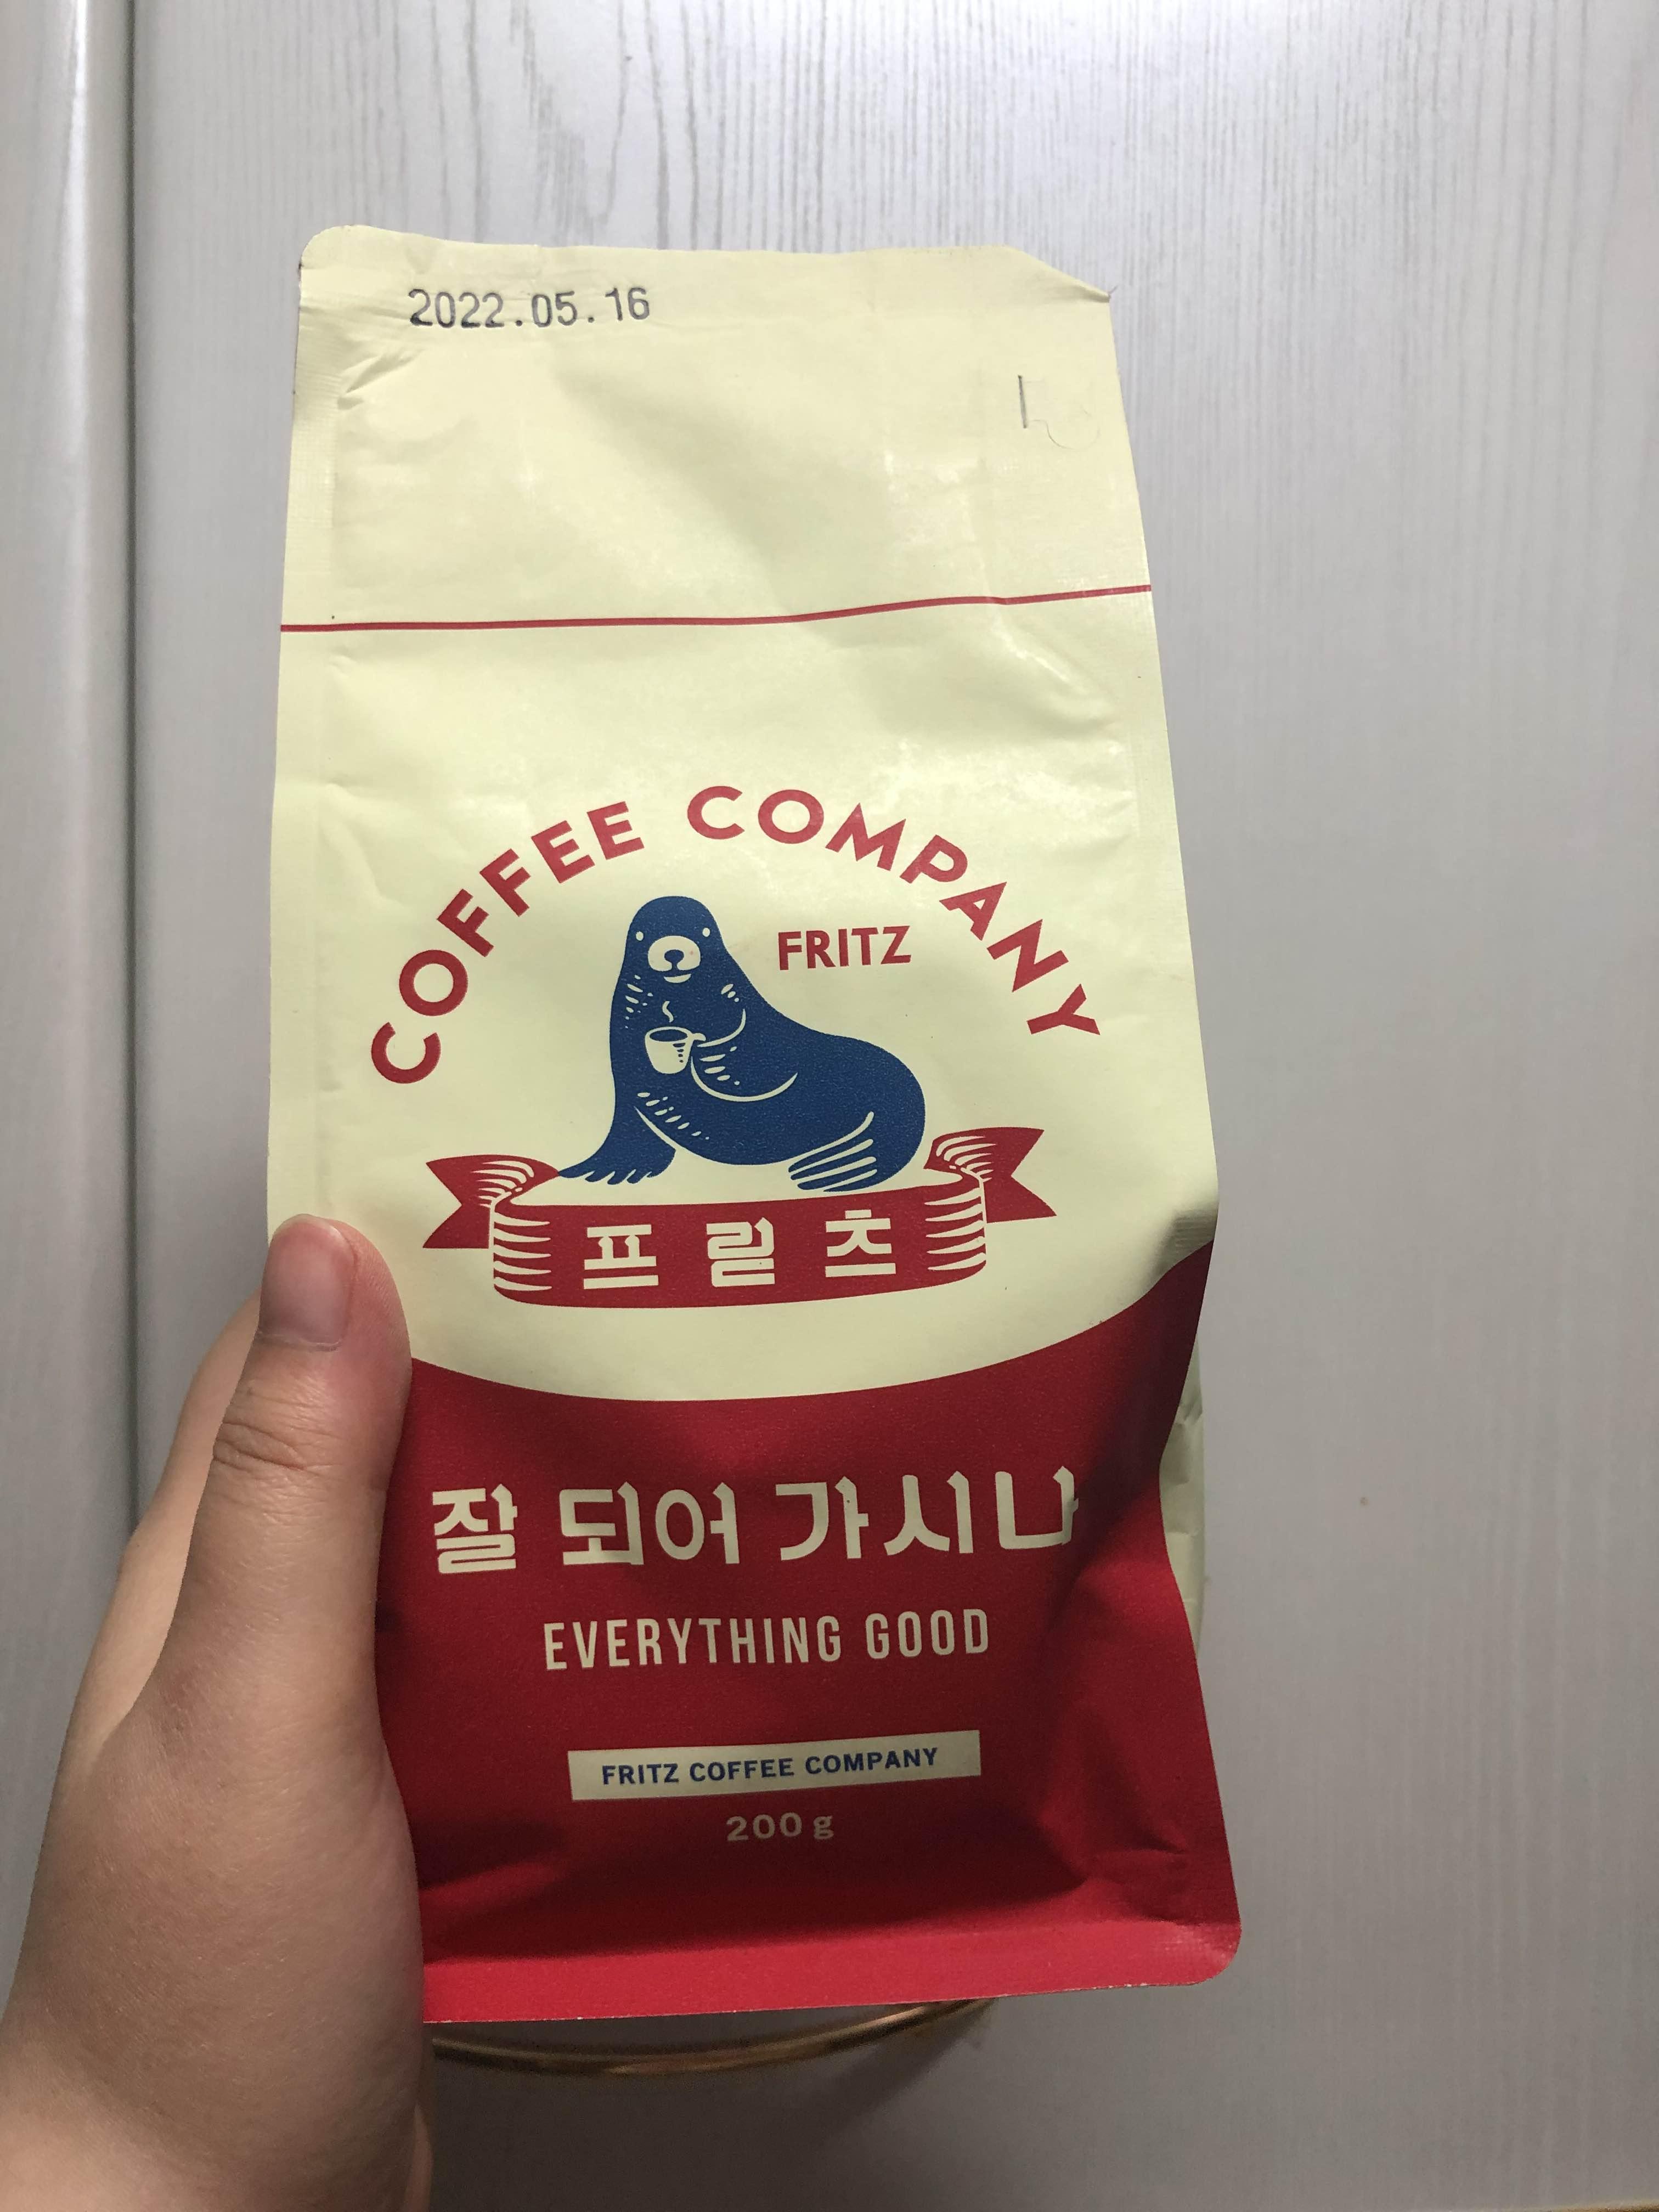 2022.05.16
COFFEE COMPANY
FRITZ
프릳츠
잘 되어 가시나
EVERYTHING GOOD
FRITZ COFFEE COMPANY
200 g